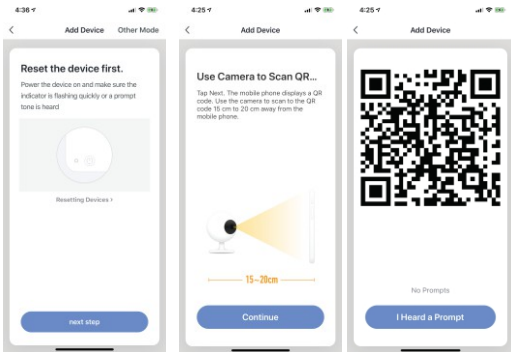 4:36
Add Device
Other Mode
Reset the device first.
Power the device on and make sure the
indicator is flashing quickly or a prompt
tone is heard
Resetting Devices >
next step
4:25
Add Device
Use Camera to Scan QR...
Tap Next. The mobile phone displays a QR
code. Use the camera to scan to the QR
code 15 cm to 20 cm away from the
mobile phone.
15~20cm
Continue
4:25
Add Device
No Prompts
I Heard a Prompt